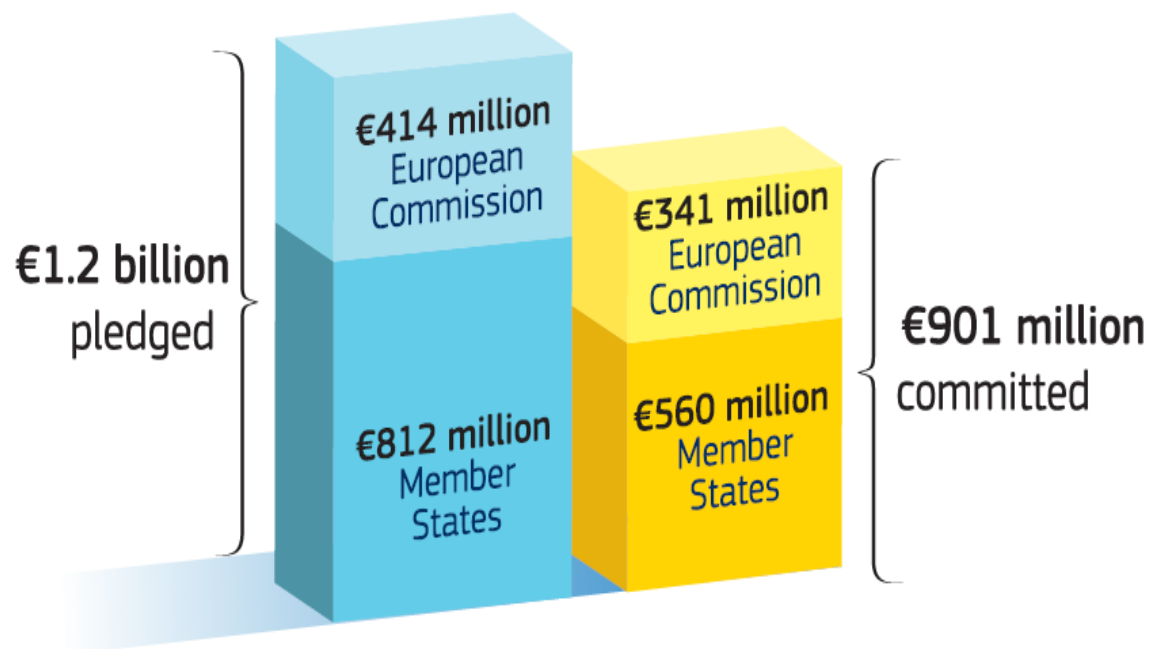 €1.2 billion
pledged
€414 million
European
Commission
€812 million
Member
States
€341 million
European
Commission
€560 million
Member
States
€901 million
committed